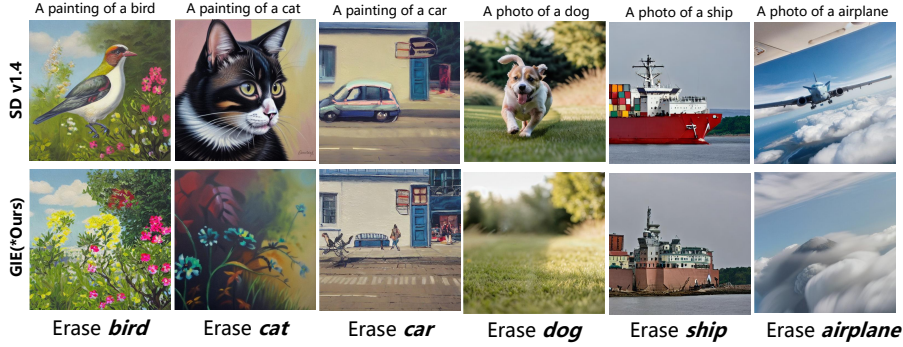 A painting of a bird
A painting of a cat
A painting of a car
A photo of a dog
A photo of a ship
A photo of a airplane
SD v1.4
GIE(*Ours)
Erase bird
Erase cat
Erase car
Erase dog
Erase ship
Erase airplane